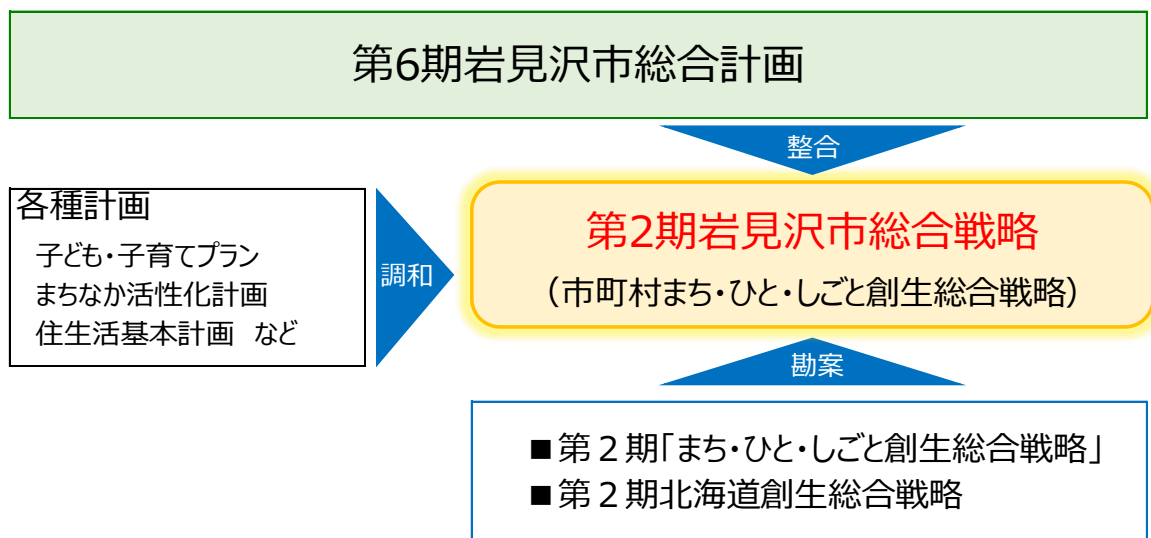 第6期岩見沢市総合計画
整合
各種計画
子ども・子育てプラン
まちなか活性化計画
住生活基本計画　など
調和
第2期岩見沢市総合戦略
（市町村まち・ひと・しごと創生総合戦略）
勘案
■第２期「まち・ひと・しごと創生総合戦略」
■第２期北海道創生総合戦略